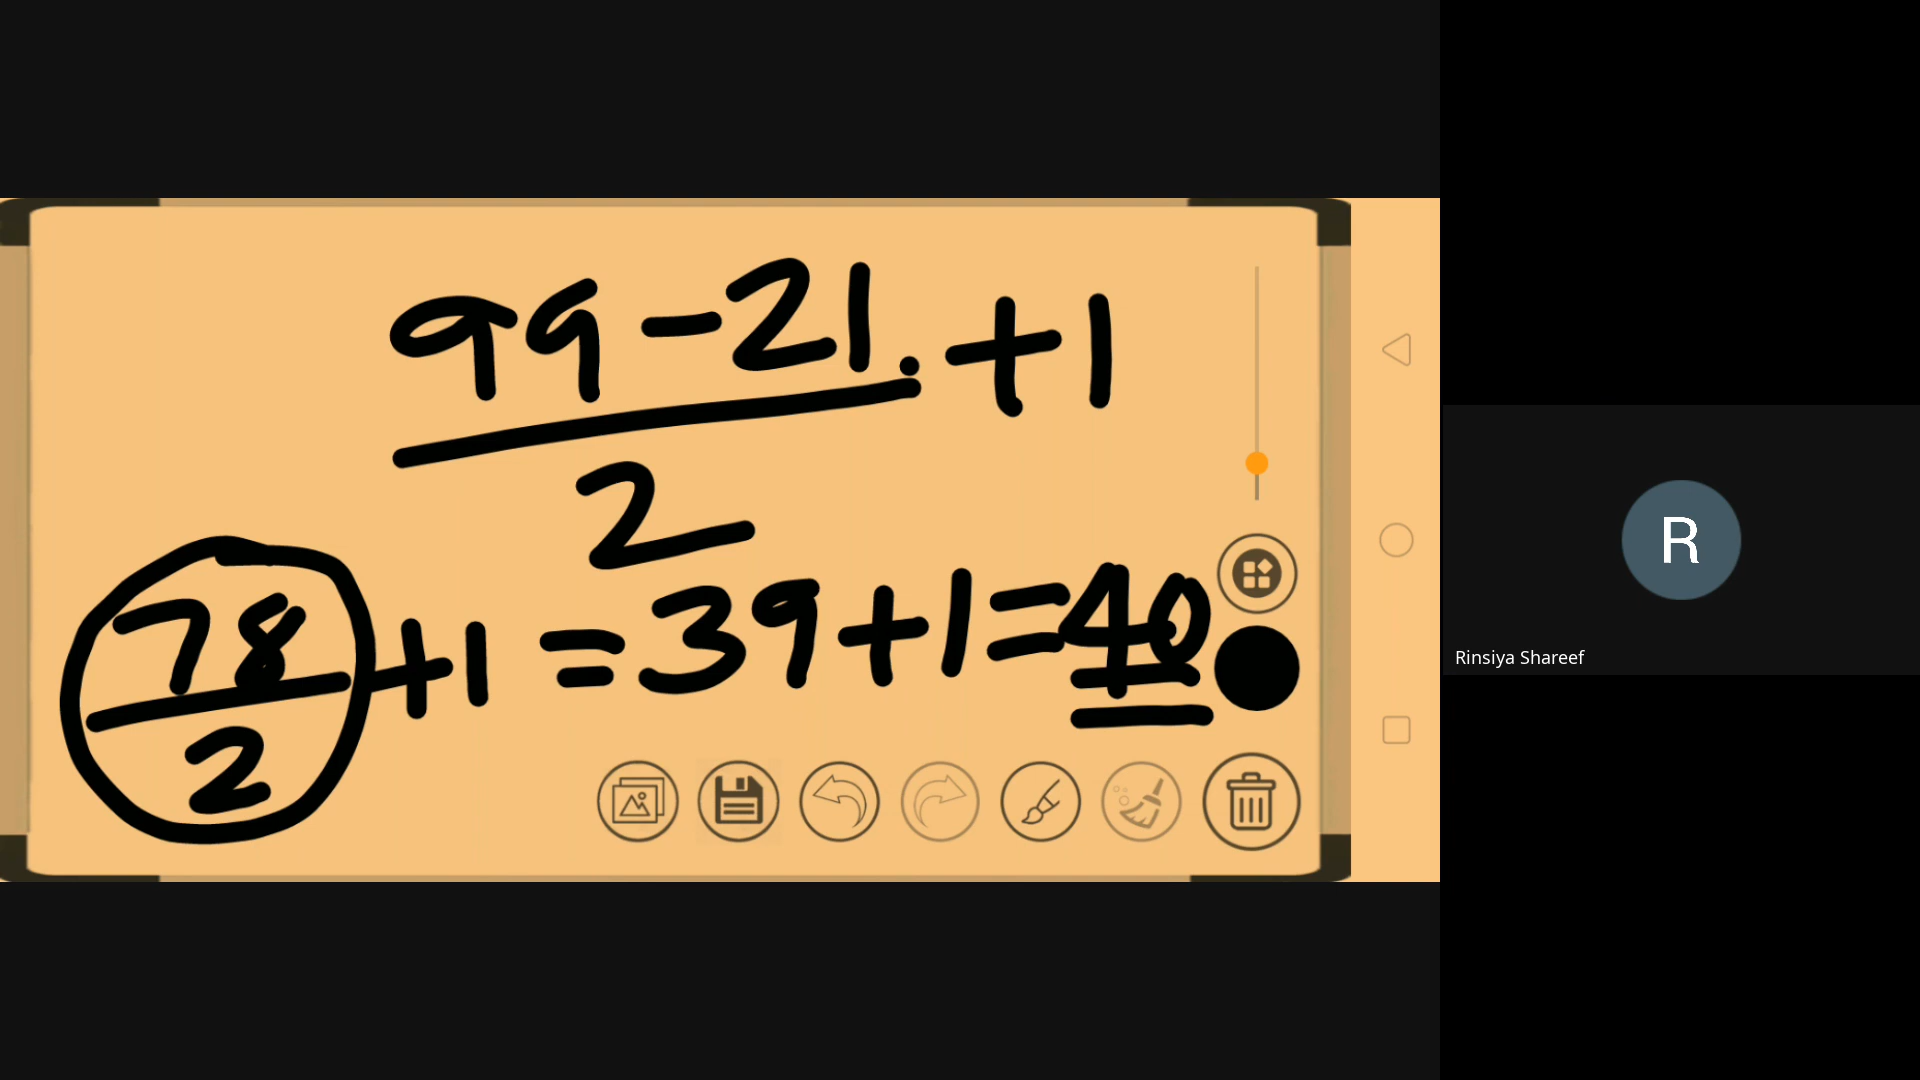 99-21. +1
2
78 +1 =39+1=40
2
R
Rinsiya Shareef